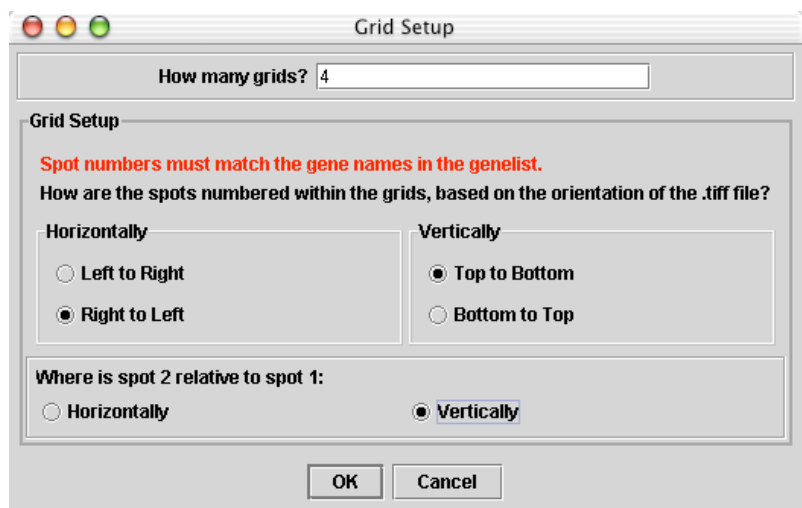 Grid Setup
How many grids? 4
Grid Setup
Spot numbers must match the gene names in the genelist.
How are the spots numbered within the grids, based on the orientation of the .tiff file?
Horizontally
Left to Right
Right to Left
Vertically
Top to Bottom
Bottom to Top
Where is spot 2 relative to spot 1:
Horizontally
Vertically
OK
Cancel